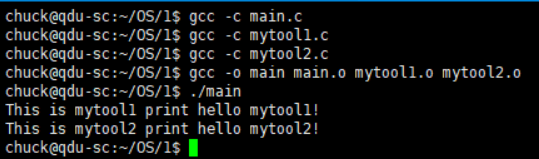 chuck@qdu-sc:~/OS/1$ gcc -c main.c
chuck@qdu-sc:~/OS/1$ gcc -c mytool1.c
chuck@qdu-sc:~/OS/1$ gcc -c mytool2.c
chuck@qdu-sc:~/OS/1$ gcc -o main main.o mytool1.o mytool2.o
chuck@qdu-sc:~/OS/1$ ./main
This is mytool1 print hello mytool1!
This is mytool2 print hello mytool2!
chuck@qdu-sc:~/OS/1$